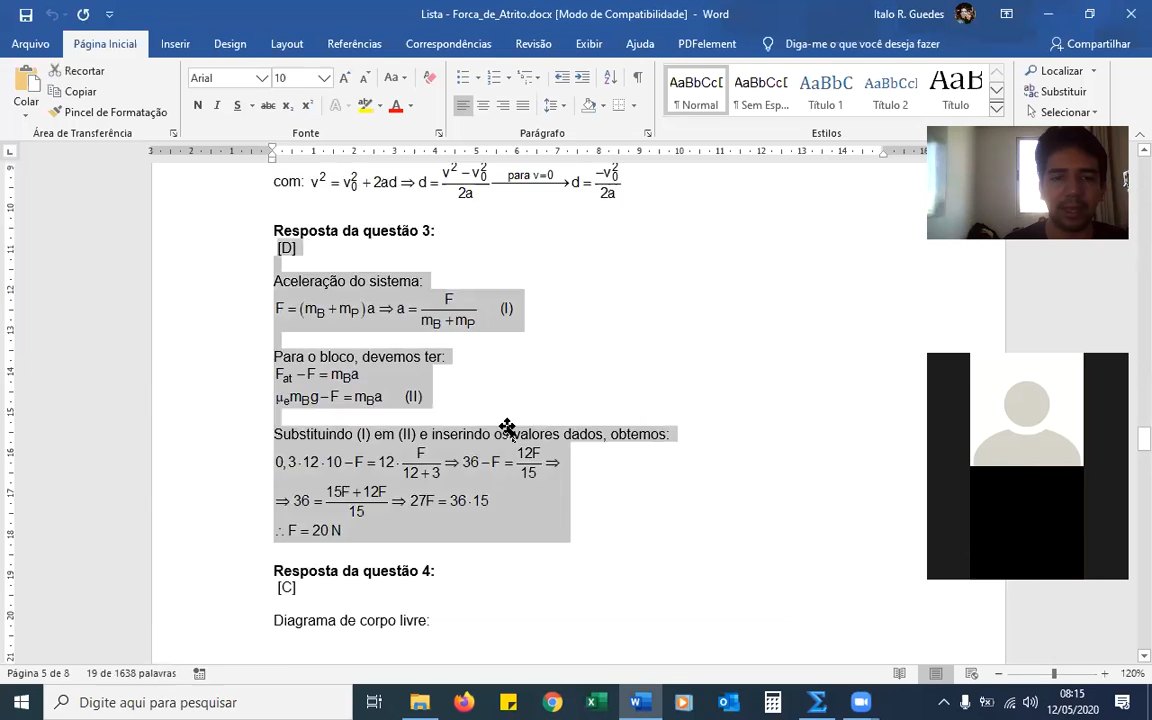 Lista - Forca_de_Atrito.docx [Modo de Compatibilidade] - Word
Italo R. Guedes
Arquivo Página Inicial Inserir Design Layout Referências Correspondências Revisão Exibir Ajuda PDFelement Diga-me o que você deseja fazer Compartilhar
Colar
Recortar
Copiar
Pincel de Formatação
Área de Transferência
Arial 10
Fonte
Parágrafo
AaBbCc[ AaBbCc[ AaBbC AaBbCc[ AaB
¶ Normal ¶ Sem Esp... Título 1 Título 2 Título
Estilos
Localizar
Substituir
Selecionar
com: v² = v₀² + 2ad ⇒ d = (v² − v₀²)/2a para v=0 → d = −v₀²/2a
Resposta da questão 3:
[D]
Aceleração do sistema:
F = (m_B + m_P) a ⇒ a = F/(m_B + m_P) (I)
Para o bloco, devemos ter:
F_at − F = m_B a
μ_e m_B g − F = m_B a (II)
Substituindo (I) em (II) e inserindo os valores dados, obtemos:
0,3 · 12 · 10 − F = 12 · F/(12 + 3) ⇒ 36 − F = 12F/15 ⇒
⇒ 36 = (15F + 12F)/15 ⇒ 27F = 36 · 15
∴ F = 20 N
Resposta da questão 4:
[C]
Diagrama de corpo livre:
Página 5 de 8 19 de 1638 palavras 120%
Digite aqui para pesquisar
08:15
12/05/2020